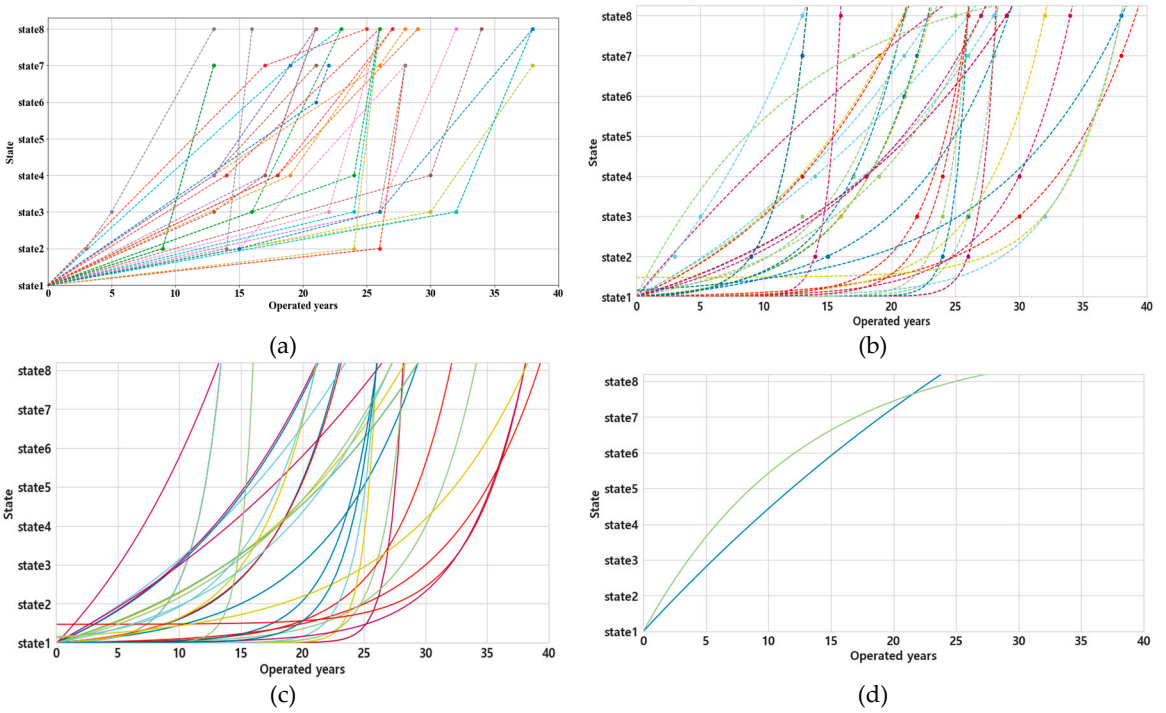 state8
state7
state6
state5
state4
state3
state2
state1
State
0 5 10 15 20 25 30 35 40
Operated years
(a)
state8
state7
state6
state5
state4
state3
state2
state1
State
0 5 10 15 20 25 30 35 40
Operated years
(b)
state8
state7
state6
state5
state4
state3
state2
state1
State
0 5 10 15 20 25 30 35 40
Operated years
(c)
state8
state7
state6
state5
state4
state3
state2
state1
State
0 5 10 15 20 25 30 35 40
Operated years
(d)